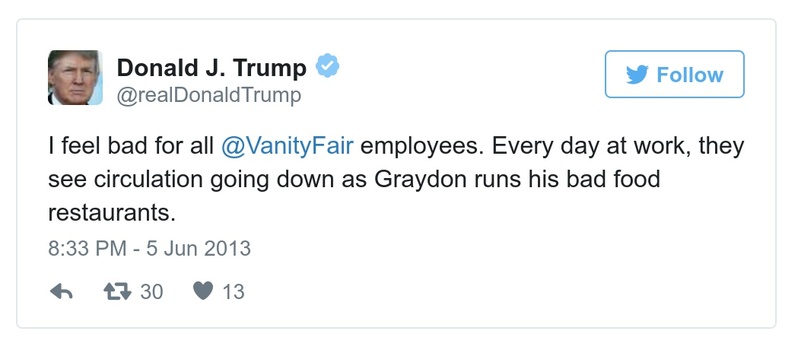 Donald J. Trump
@realDonaldTrump
Follow
I feel bad for all @VanityFair employees. Every day at work, they
see circulation going down as Graydon runs his bad food
restaurants.
8:33 PM - 5 Jun 2013
30 13